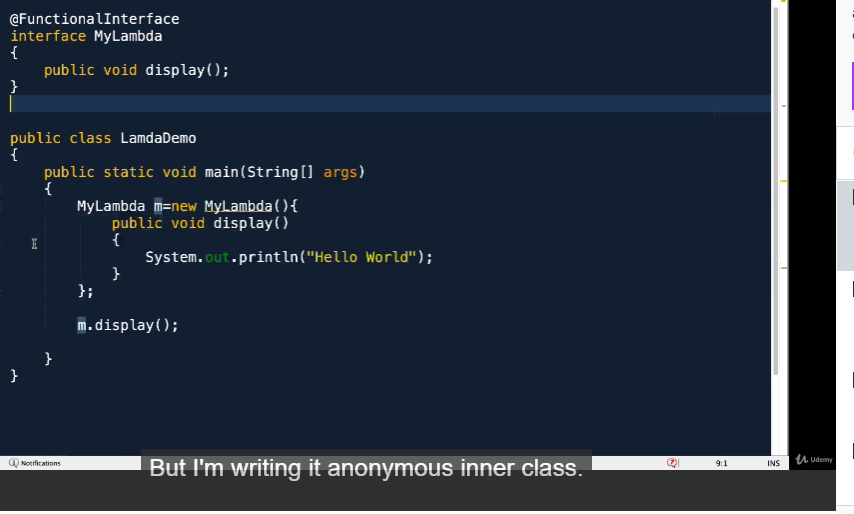 @FunctionalInterface
interface MyLambda
{
public void display();
}
public class LamdaDemo
{
public static void main(String[] args)
{
MyLambda m=new MyLambda(){
public void display()
{
System.out.println("Hello World");
}
};
m.display();
}
}
Notifications
But I'm writing it anonymous inner class.
9:1
INS
Udemy